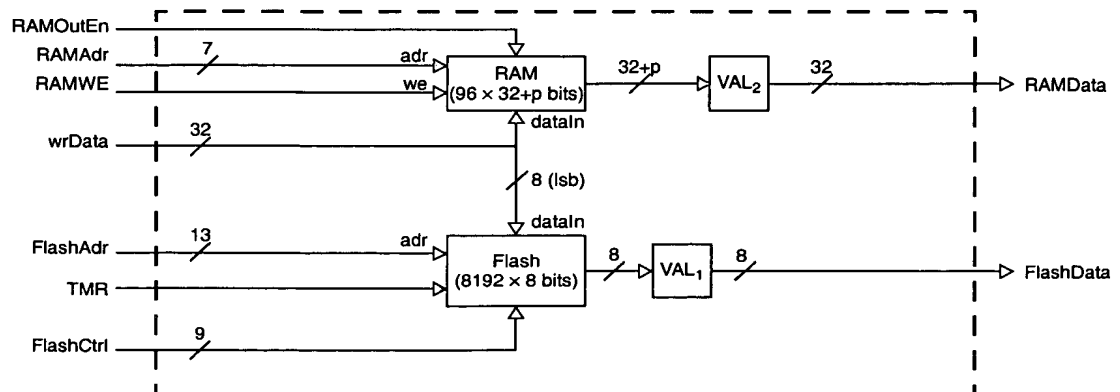 RAMOutEn
RAMAdr
7
adr
RAMWE
we
RAM
(96 × 32+p bits)
32+p
VAL2
32
RAMData
dataIn
wrData
32
8 (lsb)
dataIn
FlashAdr
13
adr
Flash
(8192 × 8 bits)
8
VAL1
8
FlashData
TMR
FlashCtrl
9